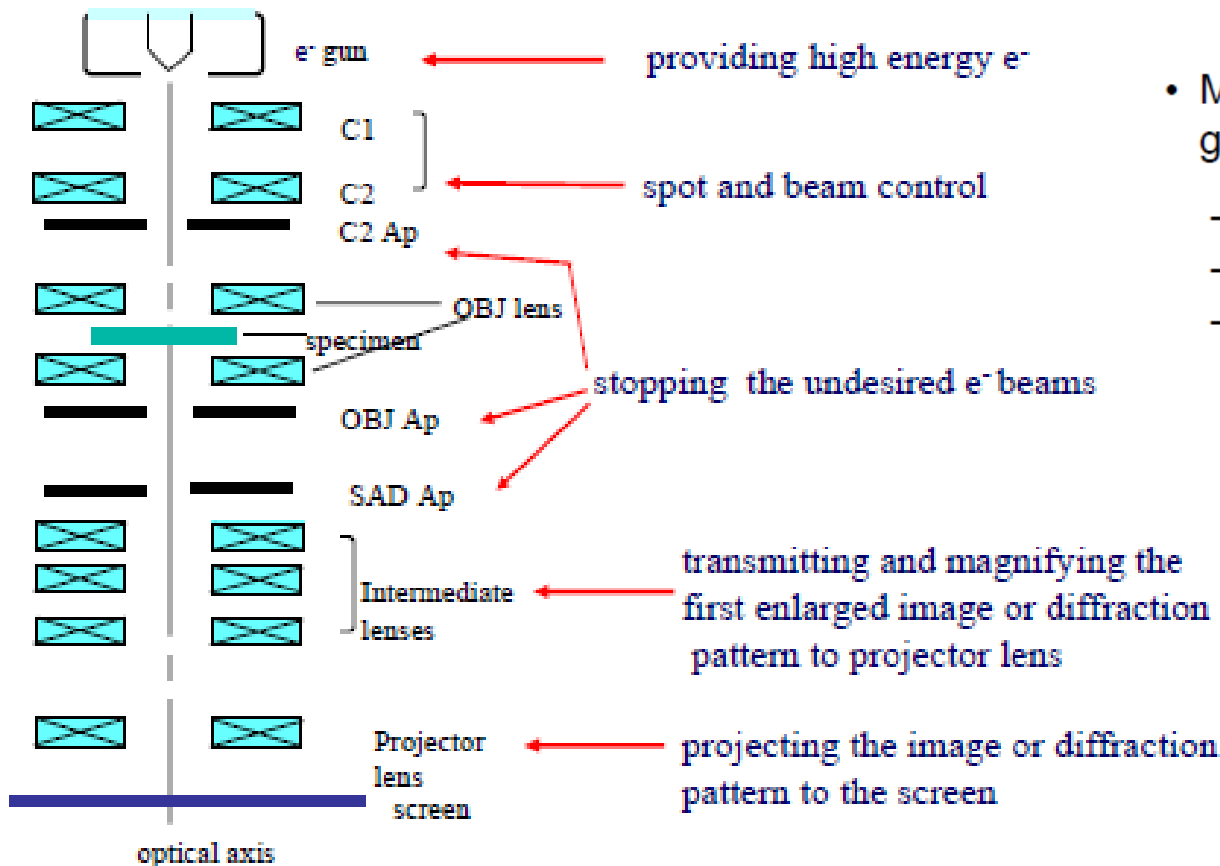 e- gun
providing high energy e-
C1
C2
spot and beam control
C2 Ap
OBJ lens
specimen
stopping the undesired e- beams
OBJ Ap
SAD Ap
Intermediate
lenses
transmitting and magnifying the
first enlarged image or diffraction
pattern to projector lens
Projector
lens
projecting the image or diffraction
pattern to the screen
screen
optical axis